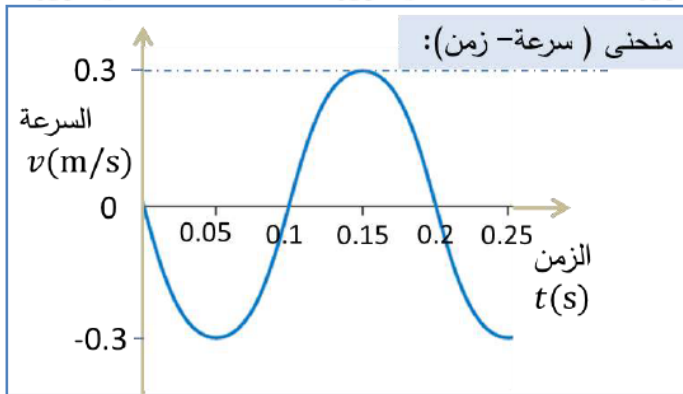 منحنى ( سرعة– زمن):
0.3
السرعة
v(m/s)
0
0.05 0.1 0.15 0.2 0.25
الزمن
t(s)
-0.3